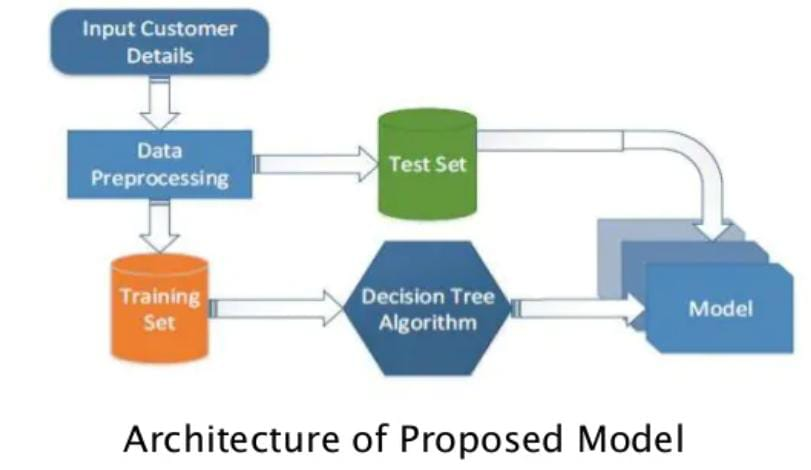 Input Customer
Details
Data
Preprocessing
Test Set
Training
Set
Decision Tree
Algorithm
Model
Architecture of Proposed Model